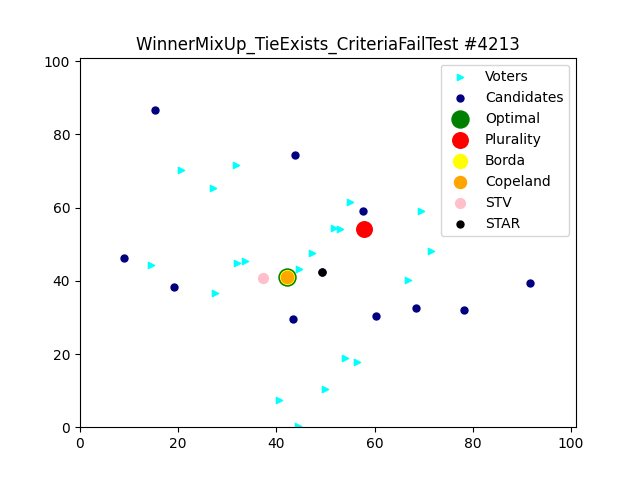 WinnerMixUp_TieExists_CriteriaFailTest #4213
100
80
60
40
20
0
0 20 40 60 80 100
Voters
Candidates
Optimal
Plurality
Borda
Copeland
STV
STAR